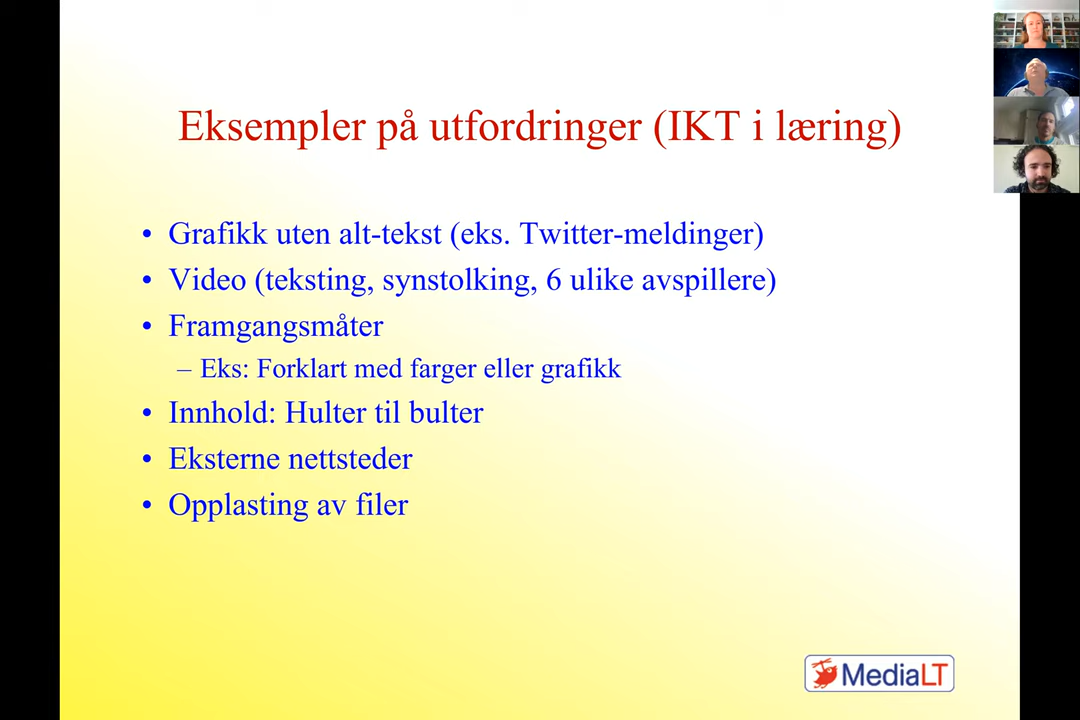 Eksempler på utfordringer (IKT i læring)
• Grafikk uten alt-tekst (eks. Twitter-meldinger)
• Video (teksting, synstolking, 6 ulike avspillere)
• Framgangsmåter
– Eks: Forklart med farger eller grafikk
• Innhold: Hulter til bulter
• Eksterne nettsteder
• Opplasting av filer
MediaLT